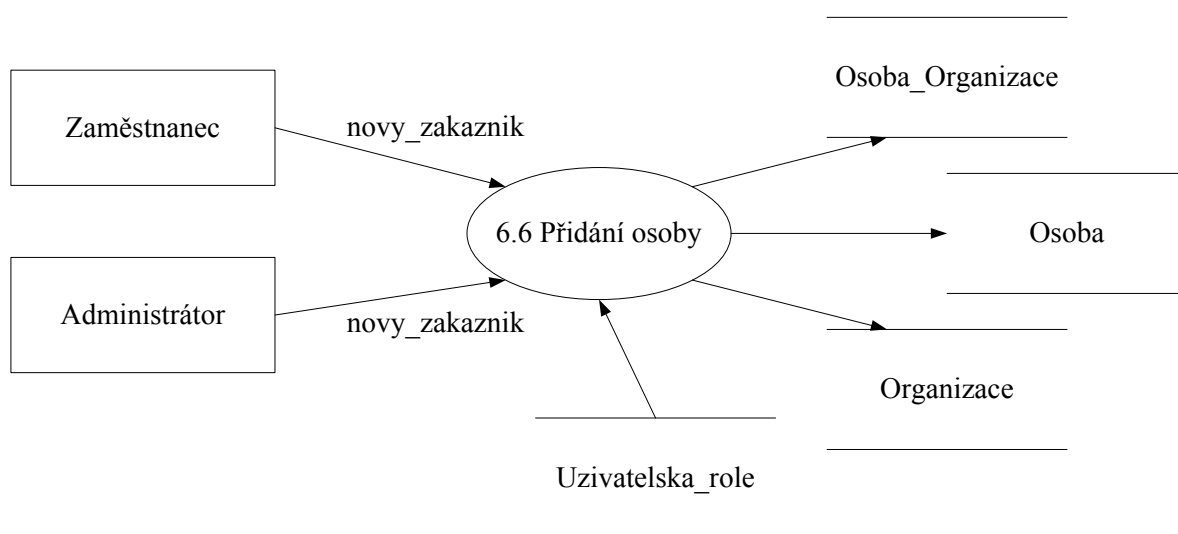 Osoba_Organizace
Zaměstnanec
novy_zakaznik
6.6 Přidání osoby
Osoba
Administrátor
novy_zakaznik
Organizace
Uzivatelska_role